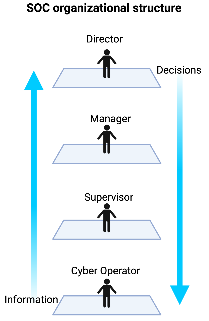 SOC organizational structure
Director
Decisions
Manager
Supervisor
Cyber Operator
Information